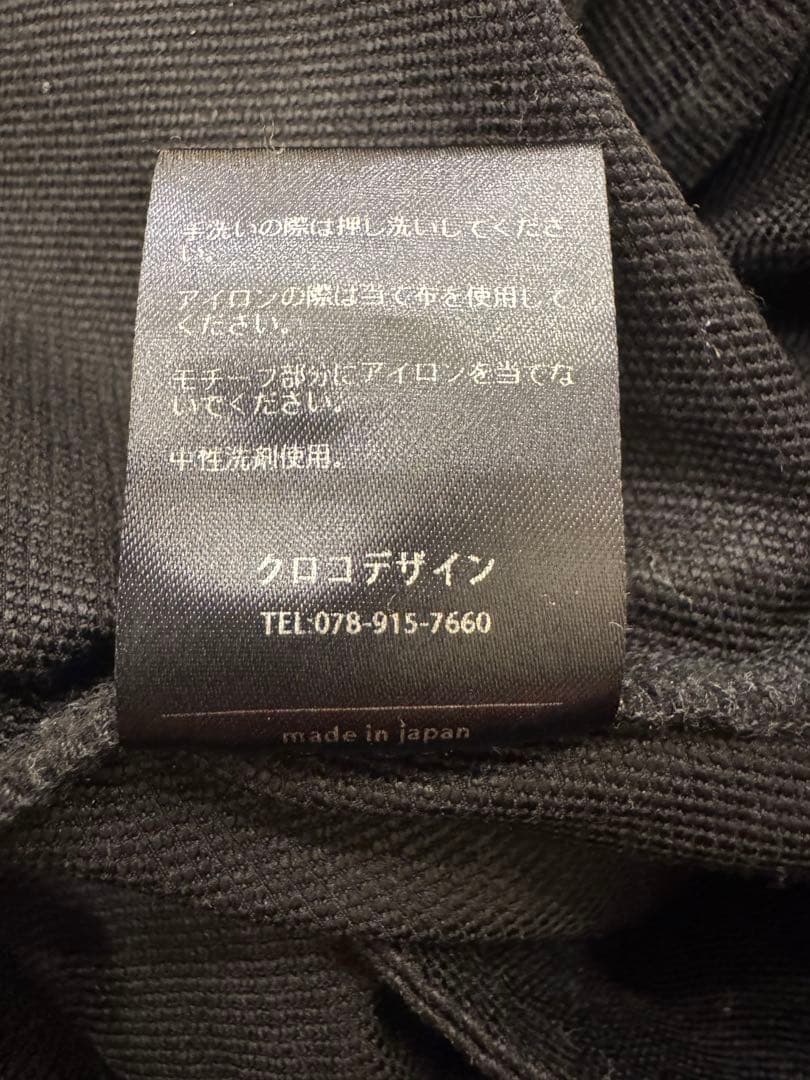 手洗いの際は押し洗いしてくださ
い。
アイロンの際は当て布を使用して
ください。
モチーフ部分にアイロンを当てな
いでください。
中性洗剤使用。
クロコデザイン
TEL:078-915-7660
made in japan